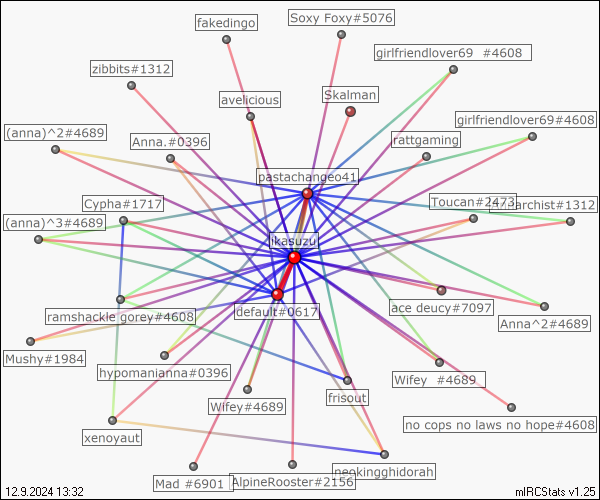 Soxy Foxy#5076
fakedingo
girlfriendlover69 #4608
zibbits#1312
avelicious
Skalman
girlfriendlover69#4608
(anna)^2#4689
Anna.#0396
rattgaming
pastachangeo41
Cypha#1717
Toucan#2473
archist#1312
(anna)^3#4689
ikasuzu
ramshackle gorey#4608
default#0617
ace deucy#7097
Anna^2#4689
Mushy#1984
hypomanianna#0396
Wifey #4689
Wifey#4689
frisout
no cops no laws no hope#4608
xenoyaut
neokingghidorah
Mad #6901
AlpineRooster#2156
12.9.2024 13:32
mIRCStats v1.25